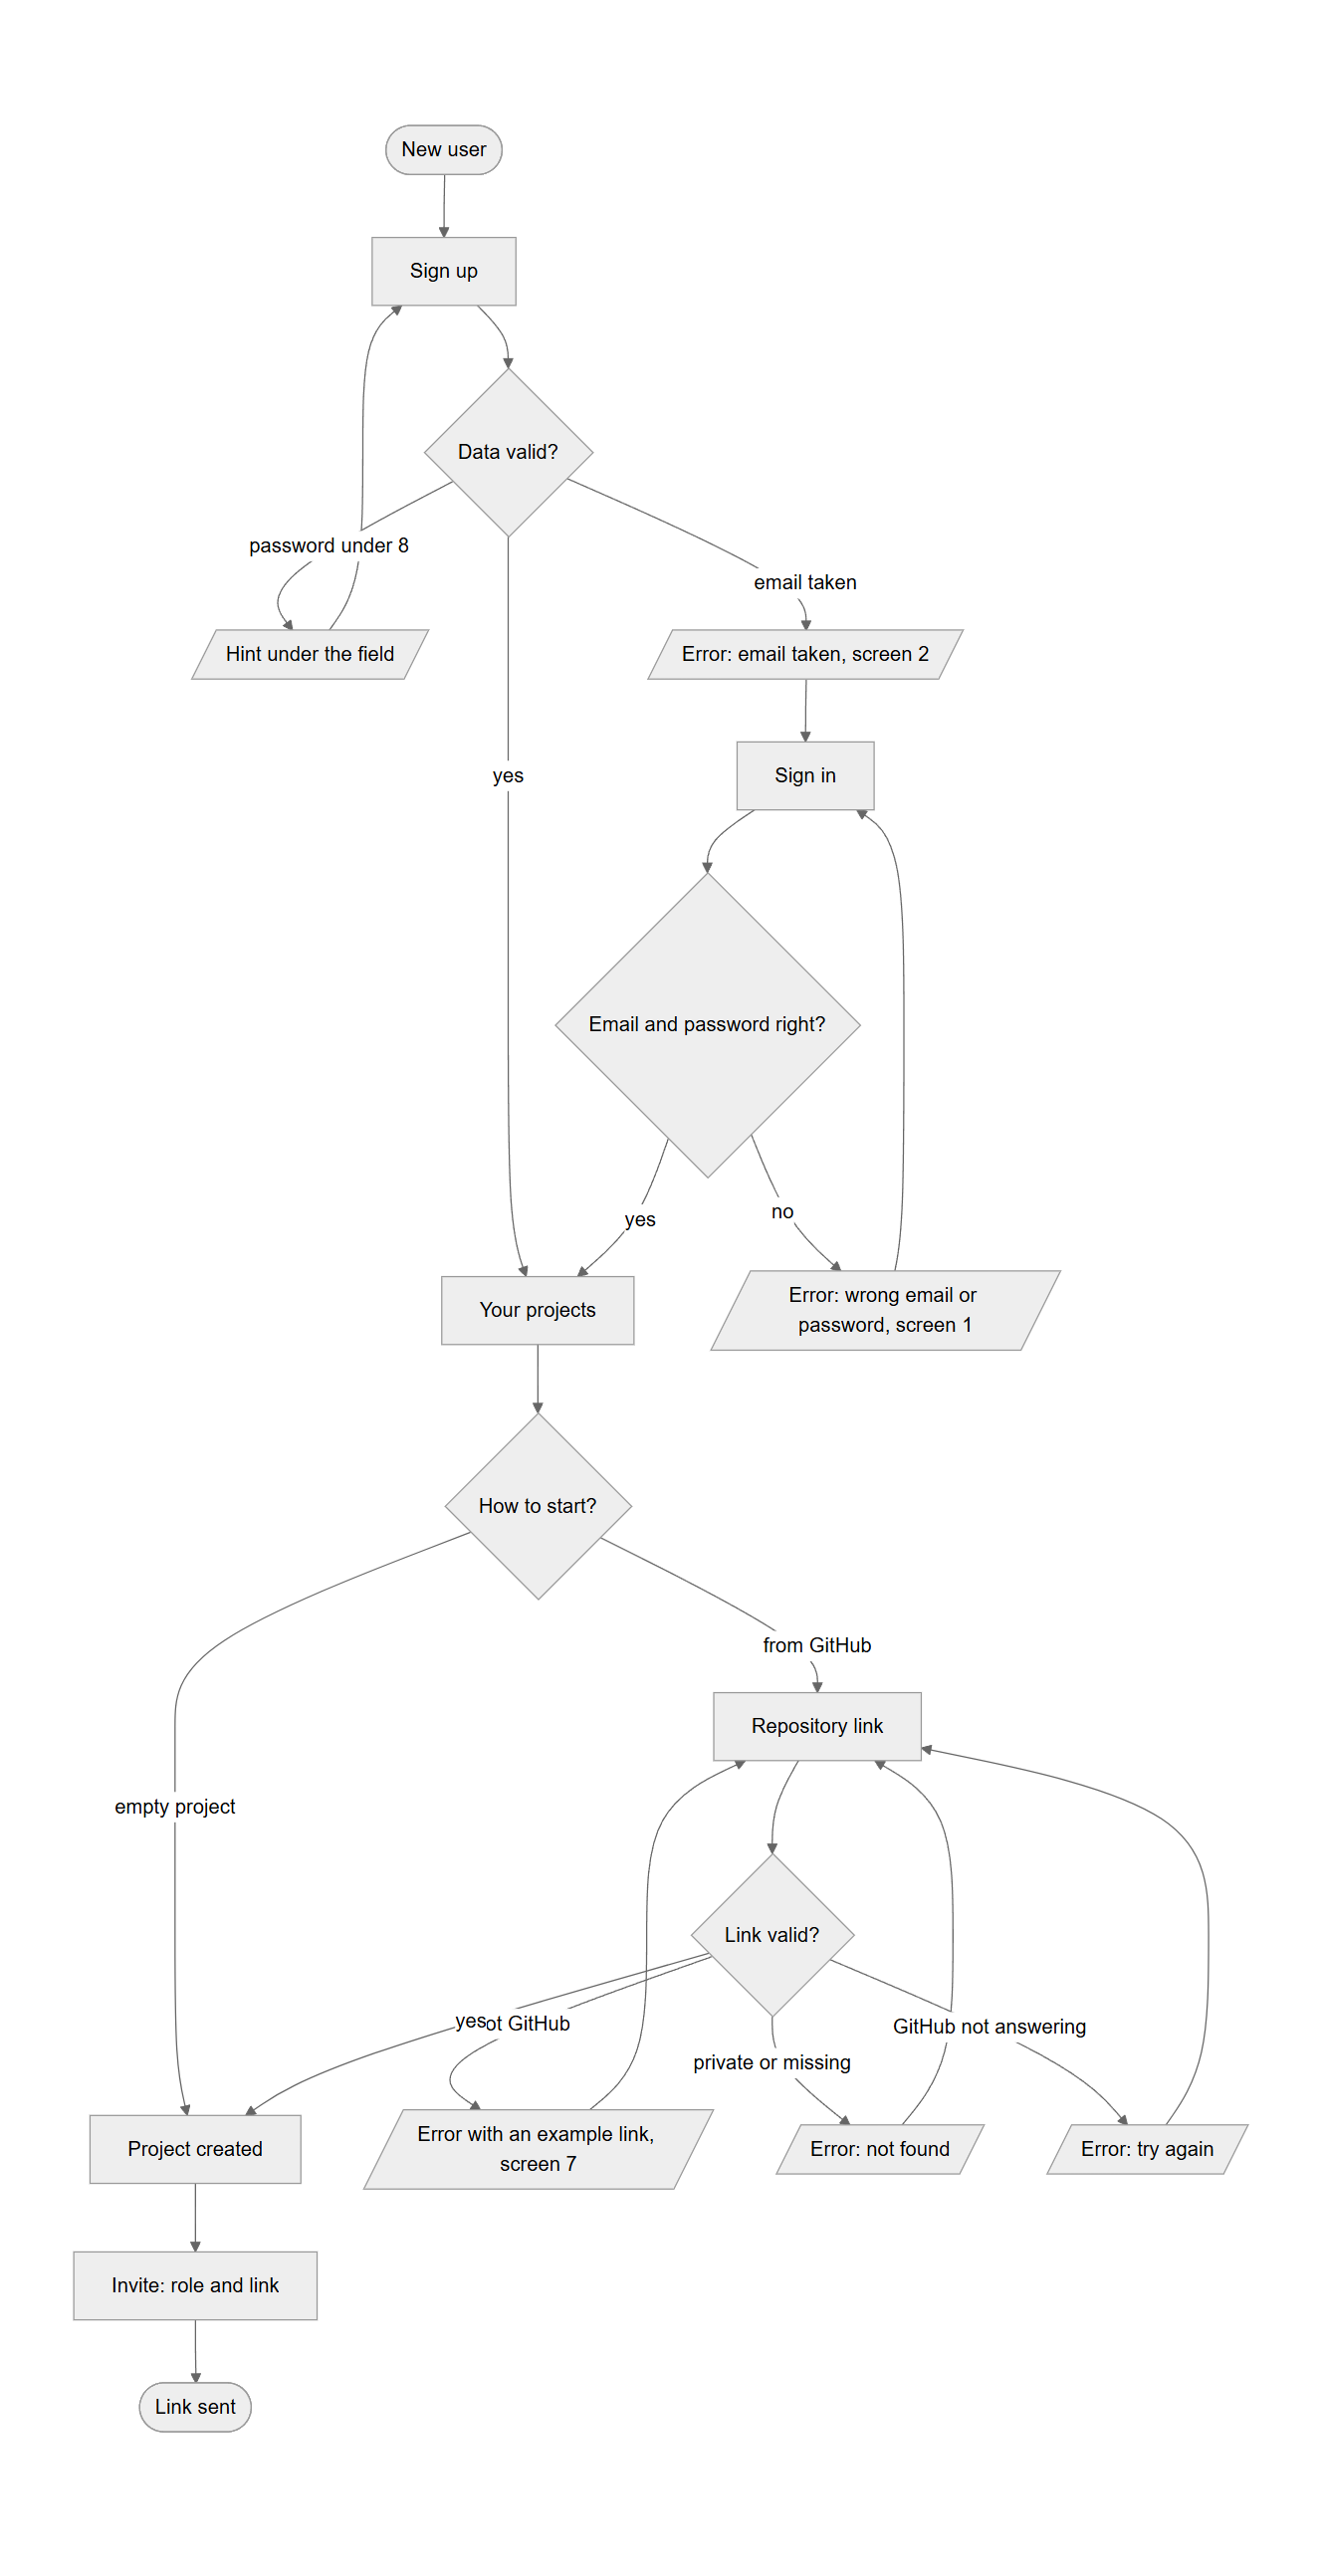 New user
Sign up
Data valid?
password under 8
email taken
Hint under the field
Error: email taken, screen 2
yes
Sign in
Email and password right?
yes
no
Your projects
Error: wrong email or
password, screen 1
How to start?
from GitHub
Repository link
empty project
Link valid?
yes
ot GitHub
GitHub not answering
private or missing
Project created
Error with an example link,
screen 7
Error: not found
Error: try again
Invite: role and link
Link sent